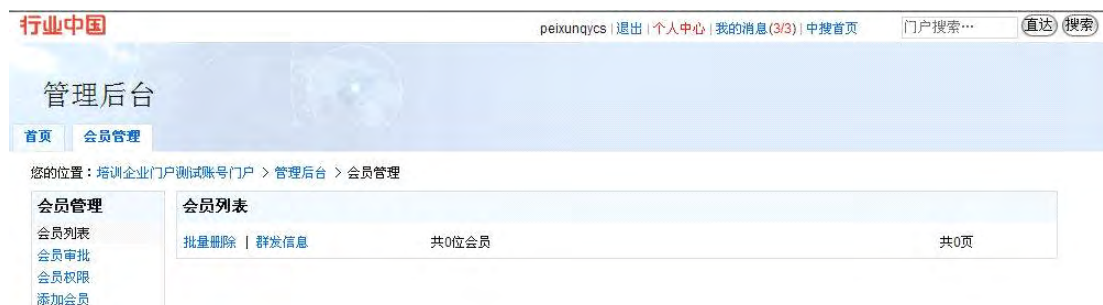 行业中国 peixunqycs | 退出 | 个人中心 | 我的消息(3/3) | 中搜首页 门户搜索… 直达 搜索
管理后台
首页 会员管理
您的位置：培训企业门户测试账号门户 > 管理后台 > 会员管理
会员管理 会员列表
会员列表
批量删除 | 群发信息 共0位会员 共0页
会员审批
会员权限
添加会员